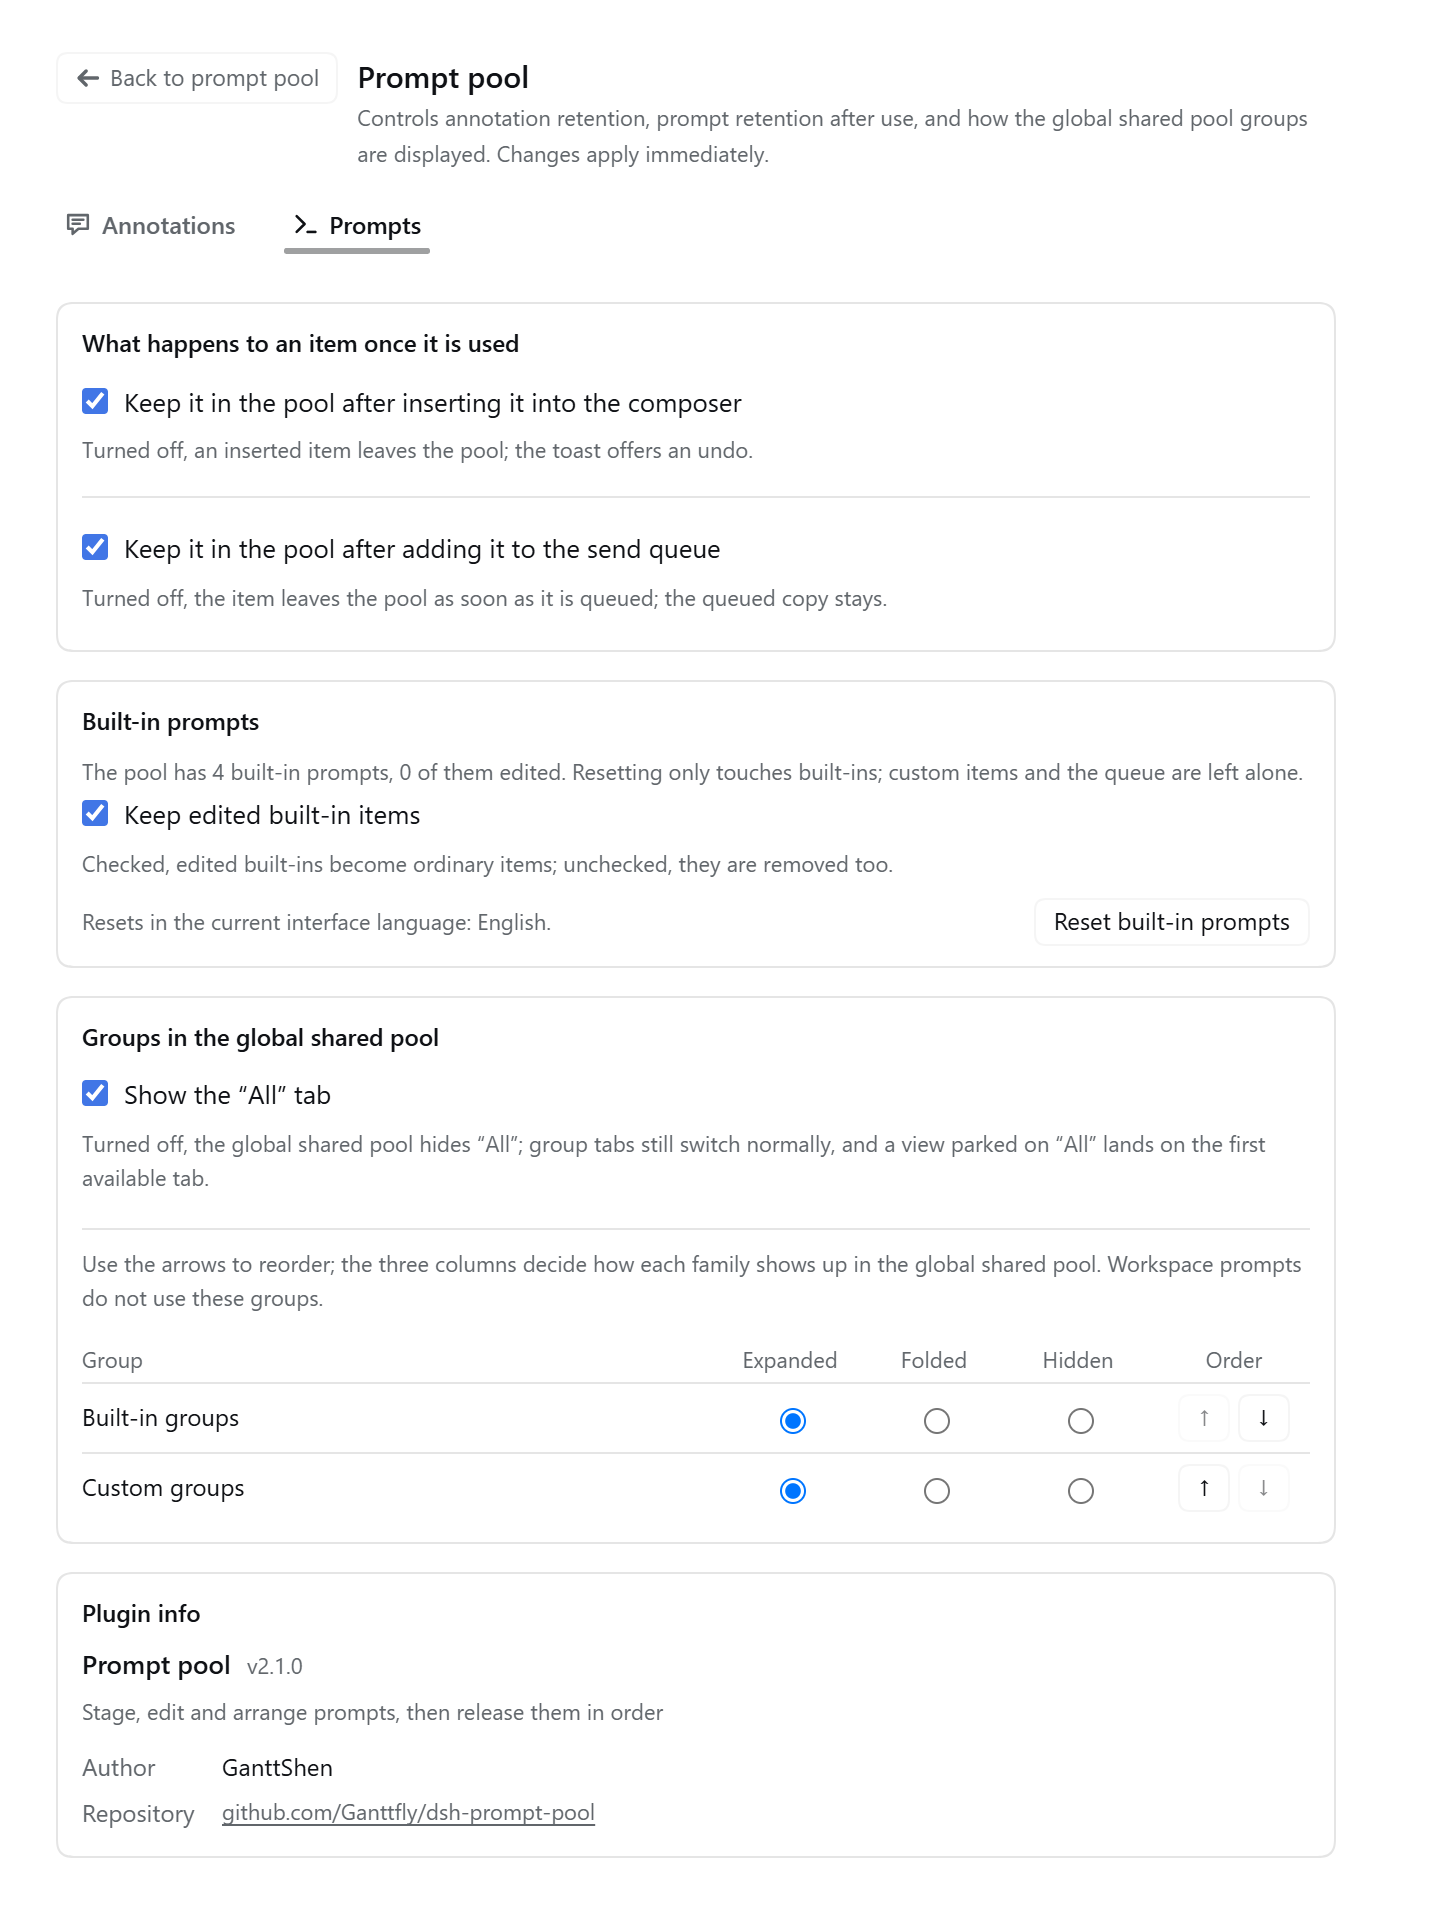 Back to prompt pool
Prompt pool
Controls annotation retention, prompt retention after use, and how the global shared pool groups
are displayed. Changes apply immediately.
Annotations
Prompts
What happens to an item once it is used
Keep it in the pool after inserting it into the composer
Turned off, an inserted item leaves the pool; the toast offers an undo.
Keep it in the pool after adding it to the send queue
Turned off, the item leaves the pool as soon as it is queued; the queued copy stays.
Built-in prompts
The pool has 4 built-in prompts, 0 of them edited. Resetting only touches built-ins; custom items and the queue are left alone.
Keep edited built-in items
Checked, edited built-ins become ordinary items; unchecked, they are removed too.
Resets in the current interface language: English.
Reset built-in prompts
Groups in the global shared pool
Show the “All” tab
Turned off, the global shared pool hides “All”; group tabs still switch normally, and a view parked on “All” lands on the first
available tab.
Use the arrows to reorder; the three columns decide how each family shows up in the global shared pool. Workspace prompts
do not use these groups.
Group Expanded Folded Hidden Order
Built-in groups ↑ ↓
Custom groups ↑ ↓
Plugin info
Prompt pool v2.1.0
Stage, edit and arrange prompts, then release them in order
Author GanttShen
Repository github.com/Ganttfly/dsh-prompt-pool